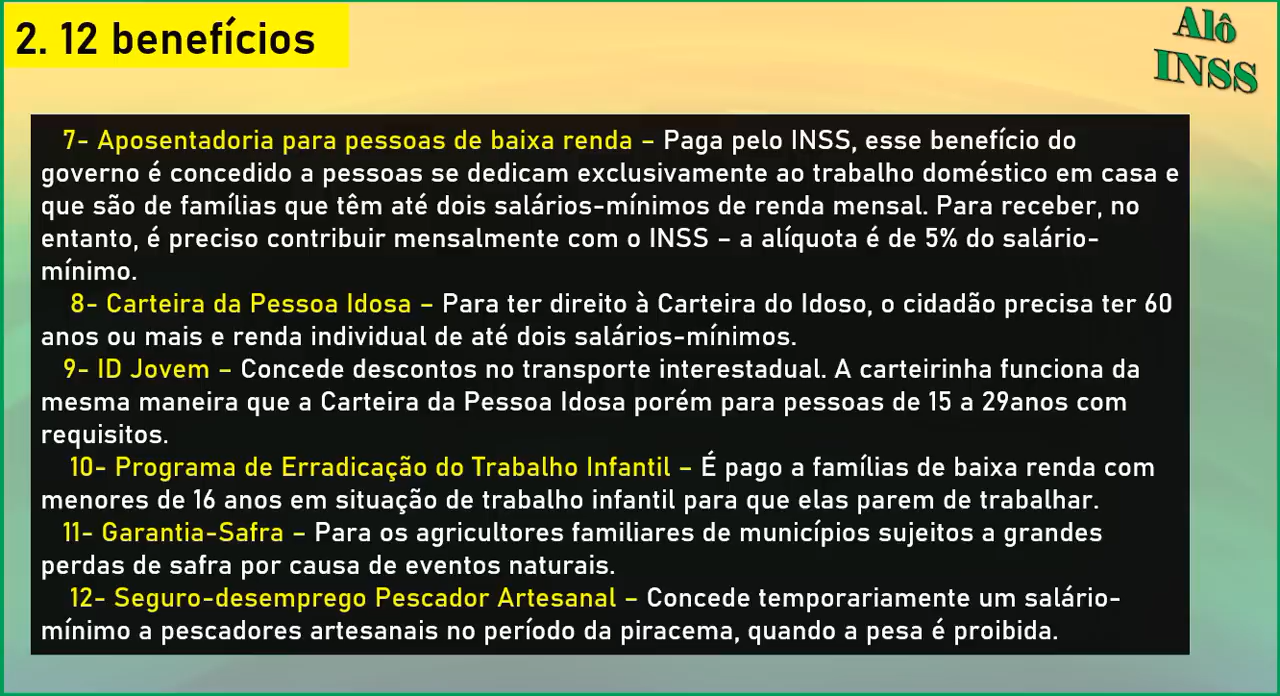 2. 12 benefícios
Alô
INSS
7- Aposentadoria para pessoas de baixa renda – Paga pelo INSS, esse benefício do
governo é concedido a pessoas se dedicam exclusivamente ao trabalho doméstico em casa e
que são de famílias que têm até dois salários-mínimos de renda mensal. Para receber, no
entanto, é preciso contribuir mensalmente com o INSS – a alíquota é de 5% do salário-
mínimo.
8- Carteira da Pessoa Idosa – Para ter direito à Carteira do Idoso, o cidadão precisa ter 60
anos ou mais e renda individual de até dois salários-mínimos.
9- ID Jovem – Concede descontos no transporte interestadual. A carteirinha funciona da
mesma maneira que a Carteira da Pessoa Idosa porém para pessoas de 15 a 29anos com
requisitos.
10- Programa de Erradicação do Trabalho Infantil – É pago a famílias de baixa renda com
menores de 16 anos em situação de trabalho infantil para que elas parem de trabalhar.
11- Garantia-Safra – Para os agricultores familiares de municípios sujeitos a grandes
perdas de safra por causa de eventos naturais.
12- Seguro-desemprego Pescador Artesanal – Concede temporariamente um salário-
mínimo a pescadores artesanais no período da piracema, quando a pesa é proibida.